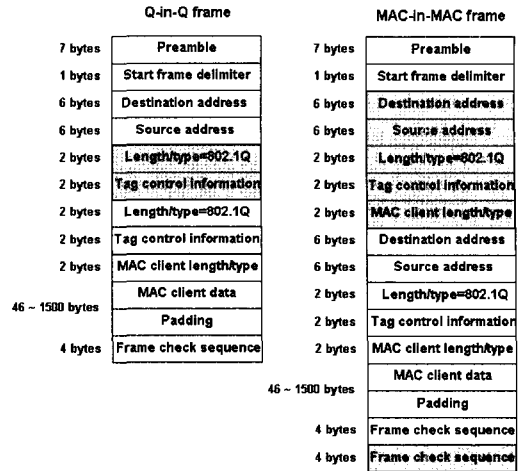 Q-in-Q frame
7 bytes Preamble
1 bytes Start frame delimiter
6 bytes Destination address
6 bytes Source address
2 bytes Length/type=802.1Q
2 bytes Tag control information
2 bytes Length/type=802.1Q
2 bytes Tag control information
2 bytes MAC client length/type
46 ~ 1500 bytes MAC client data
Padding
4 bytes Frame check sequence
MAC-in-MAC frame
7 bytes Preamble
1 bytes Start frame delimiter
6 bytes Destination address
6 bytes Source address
2 bytes Length/type=802.1Q
2 bytes Tag control information
2 bytes MAC client length/type
6 bytes Destination address
6 bytes Source address
2 bytes Length/type=802.1Q
2 bytes Tag control information
2 bytes MAC client length/type
46 ~ 1500 bytes MAC client data
Padding
4 bytes Frame check sequence
4 bytes Frame check sequence